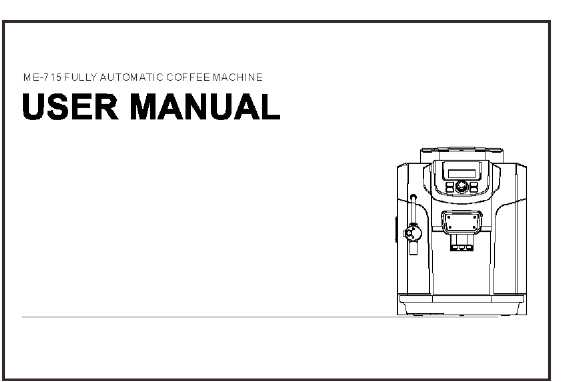 ME-715 FULLY AUTOMATIC COFFEE MACHINE
USER MANUAL